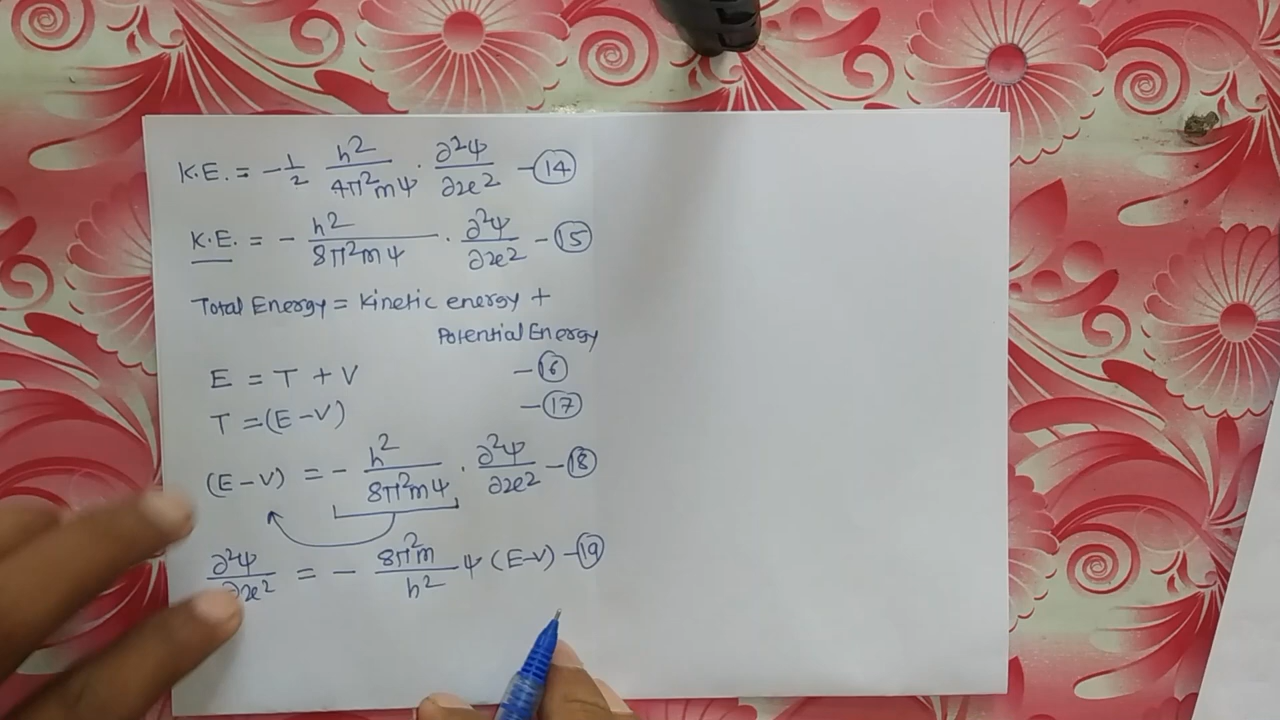 K.E. = -1/2 h²/4π²mψ · ∂²ψ/∂x² -(14)
K.E. = - h²/8π²mψ · ∂²ψ/∂x² -(15)
Total Energy = Kinetic energy +
Potential Energy
E = T + V -(16)
T = (E-V) -(17)
(E-V) = - h²/8π²mψ · ∂²ψ/∂x² -(18)
∂²ψ/∂x² = - 8π²m/h² ψ (E-V) -(19)